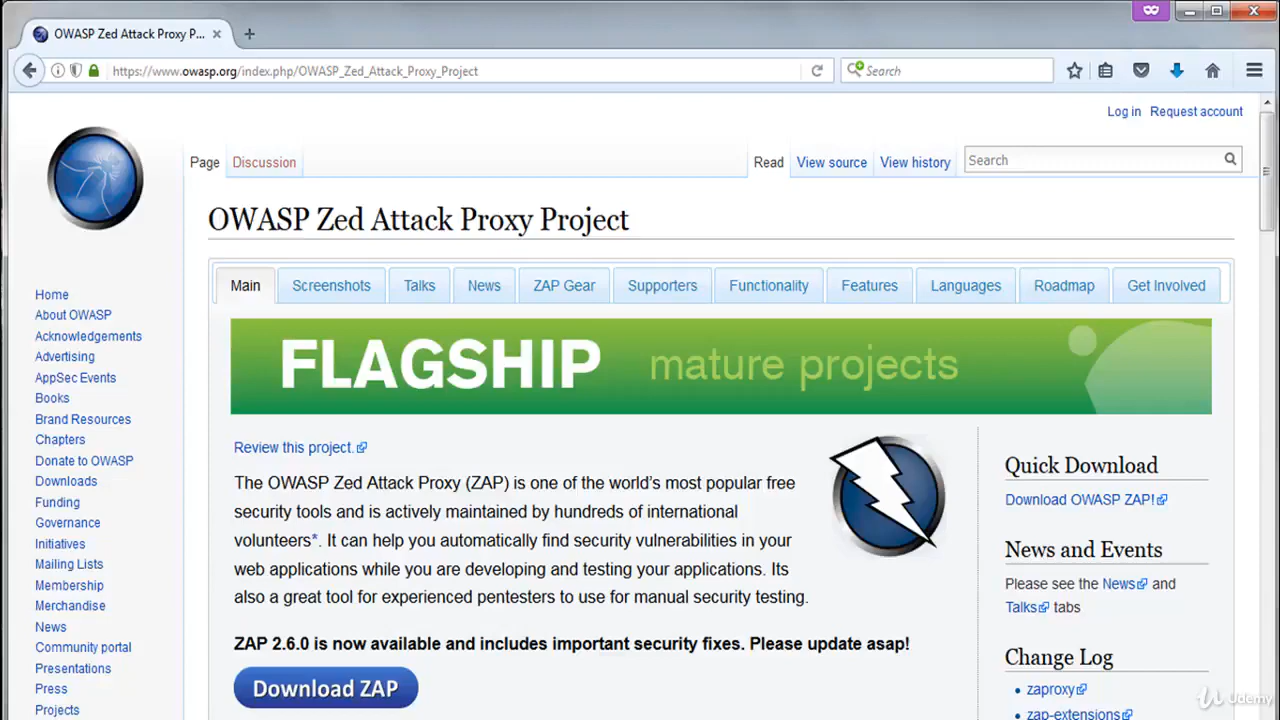 OWASP Zed Attack Proxy P...
https://www.owasp.org/index.php/OWASP_Zed_Attack_Proxy_Project
Search
Log in Request account
Page Discussion Read View source View history Search
OWASP Zed Attack Proxy Project
Main Screenshots Talks News ZAP Gear Supporters Functionality Features Languages Roadmap Get Involved
FLAGSHIP mature projects
Home
About OWASP
Acknowledgements
Advertising
AppSec Events
Books
Brand Resources
Chapters
Donate to OWASP
Downloads
Funding
Governance
Initiatives
Mailing Lists
Membership
Merchandise
News
Community portal
Presentations
Press
Projects
Review this project.
The OWASP Zed Attack Proxy (ZAP) is one of the world's most popular free
security tools and is actively maintained by hundreds of international
volunteers*. It can help you automatically find security vulnerabilities in your
web applications while you are developing and testing your applications. Its
also a great tool for experienced pentesters to use for manual security testing.
ZAP 2.6.0 is now available and includes important security fixes. Please update asap!
Download ZAP
Quick Download
Download OWASP ZAP!
News and Events
Please see the News and
Talks tabs
Change Log
zaproxy
zap-extensions
Udemy